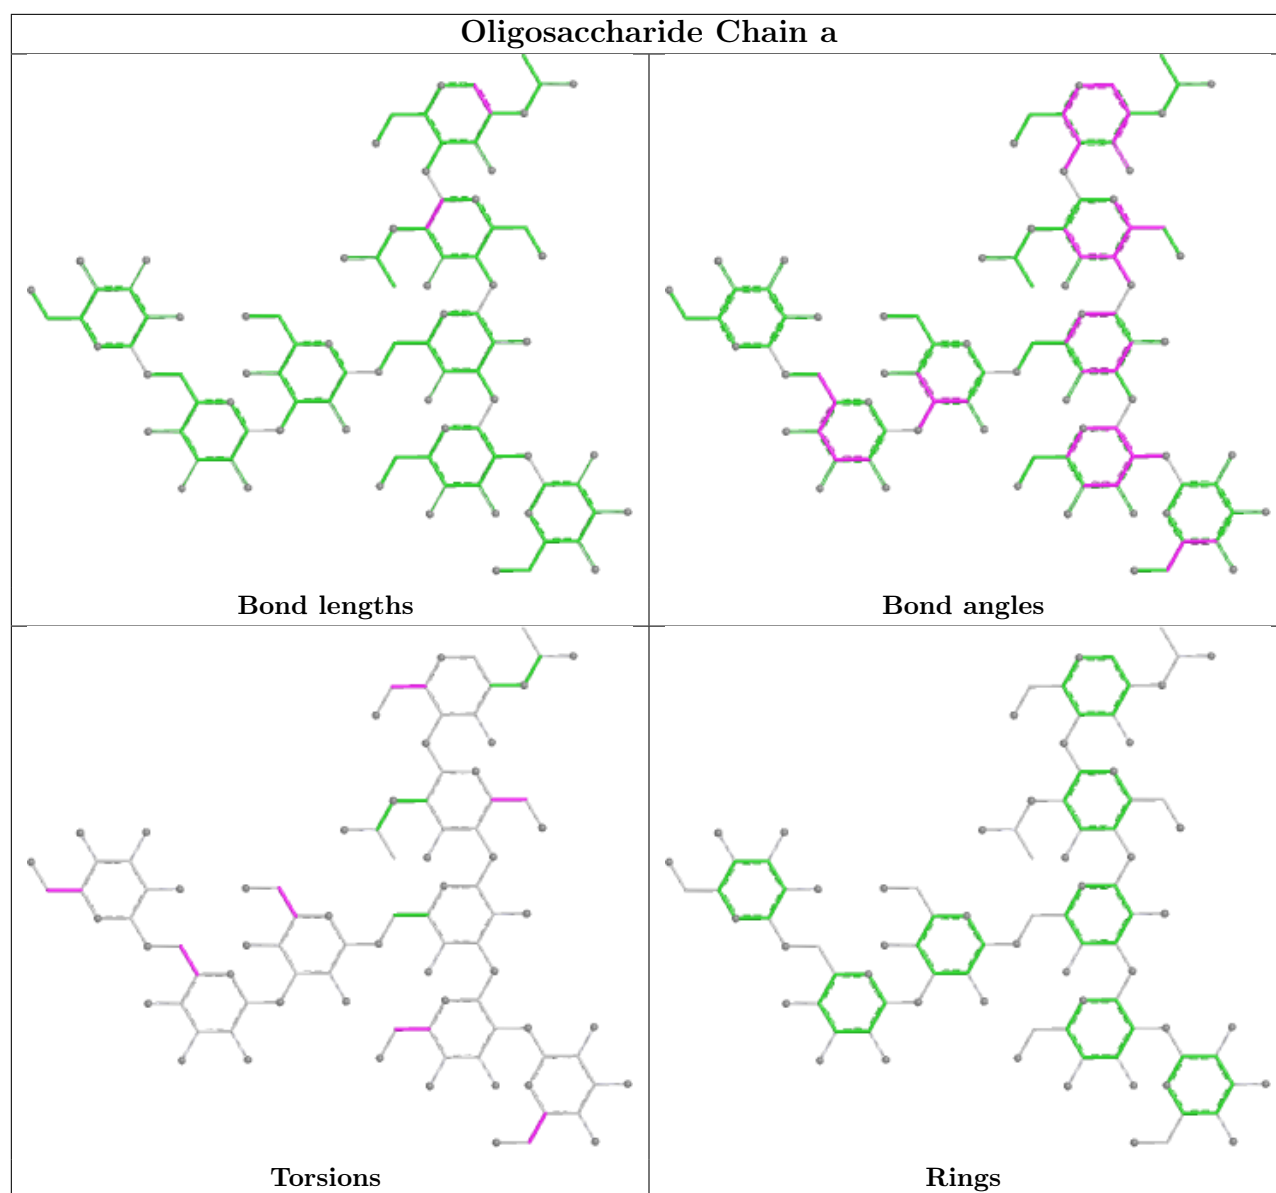 Oligosaccharide Chain a
Bond lengths
Bond angles
Torsions
Rings